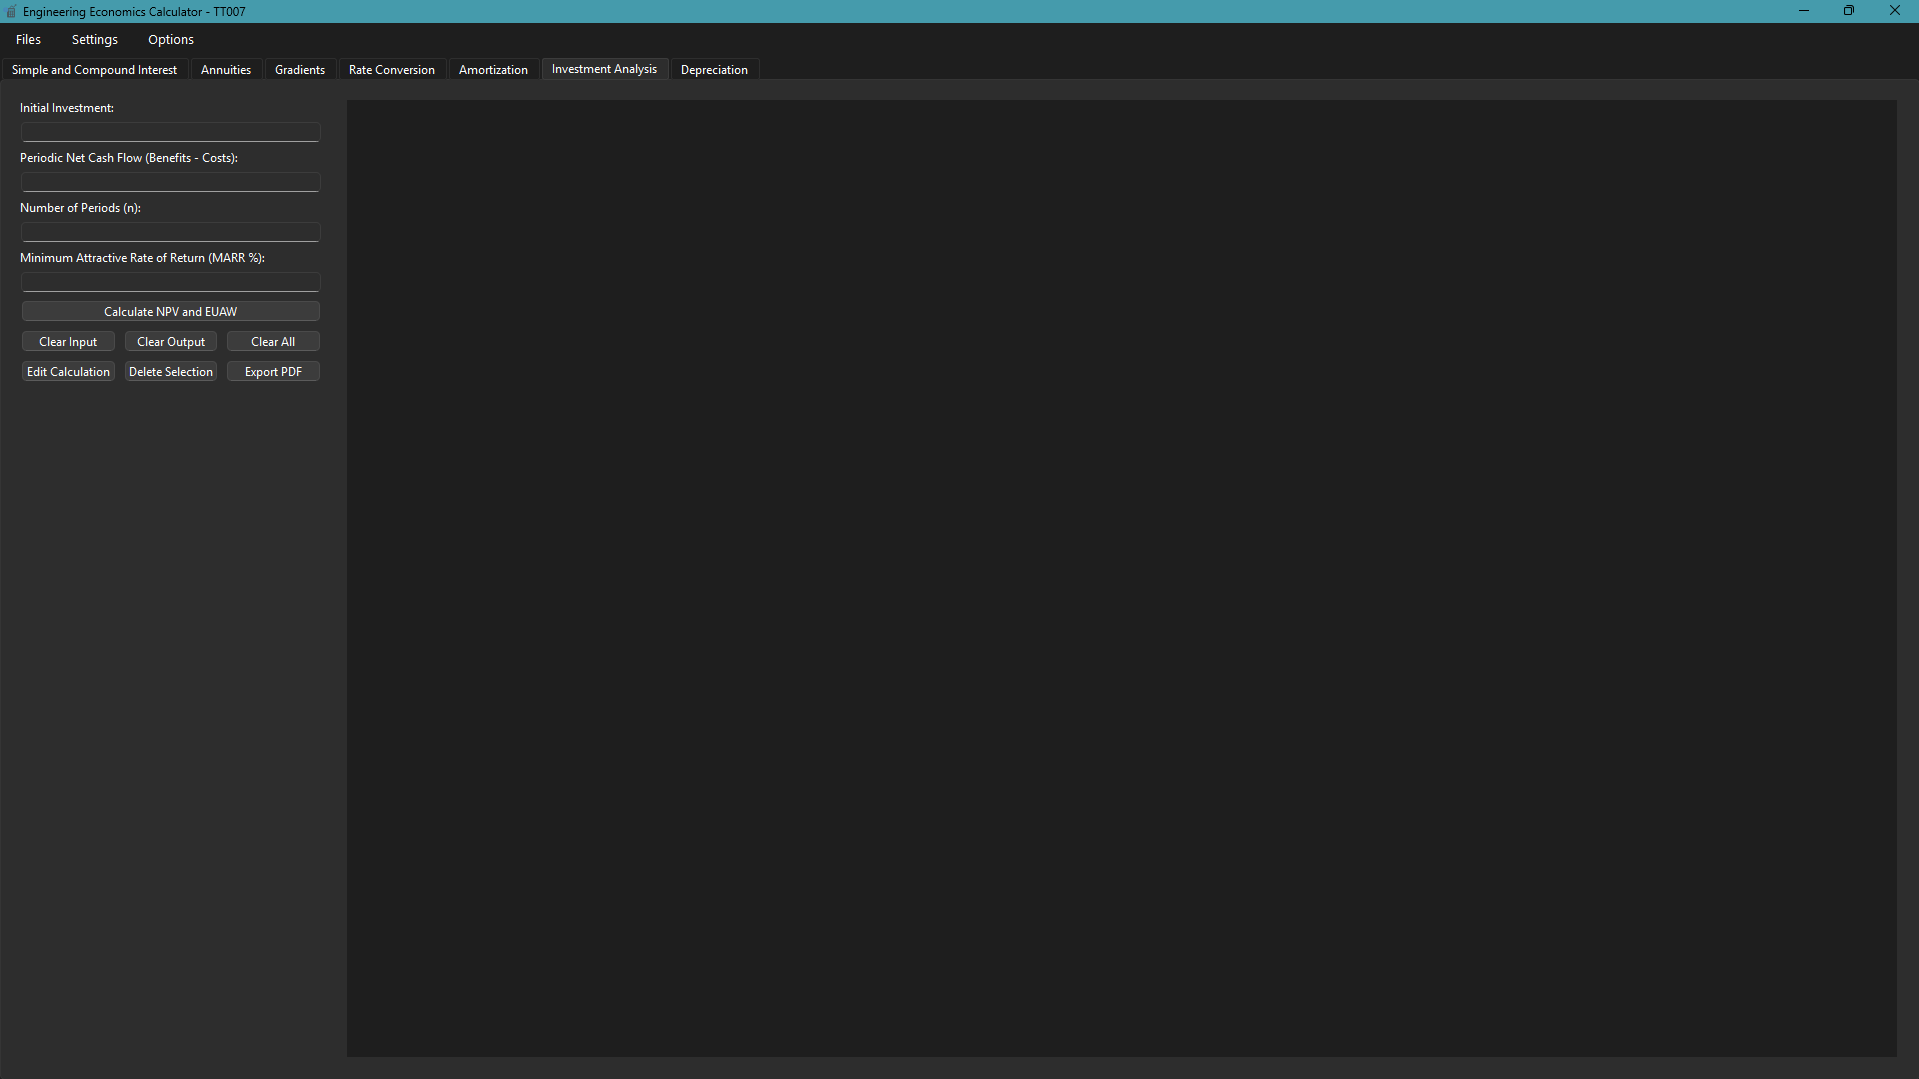 Engineering Economics Calculator - TT007
Files Settings Options
Simple and Compound Interest Annuities Gradients Rate Conversion Amortization Investment Analysis Depreciation
Initial Investment:
Periodic Net Cash Flow (Benefits - Costs):
Number of Periods (n):
Minimum Attractive Rate of Return (MARR %):
Calculate NPV and EUAW
Clear Input Clear Output Clear All
Edit Calculation Delete Selection Export PDF